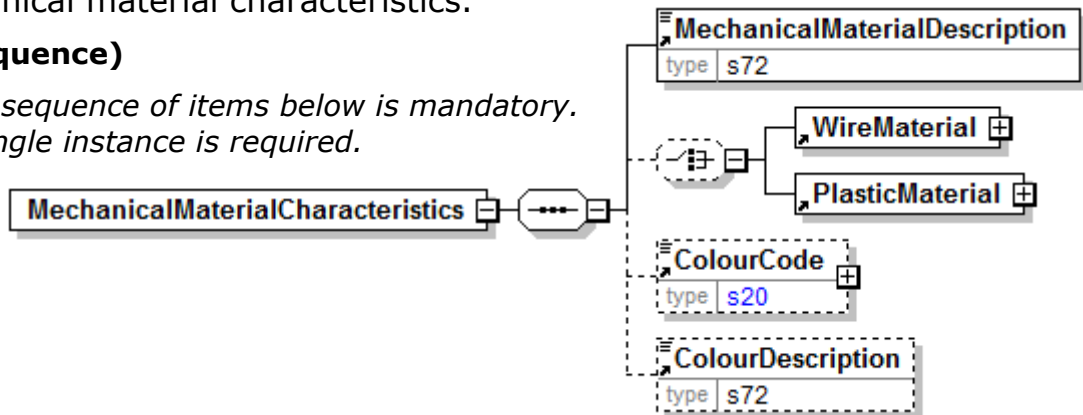 nical material characteristics.
quence)
sequence of items below is mandatory.
ngle instance is required.
MechanicalMaterialCharacteristics
MechanicalMaterialDescription
type s72
WireMaterial
PlasticMaterial
ColourCode
type s20
ColourDescription
type s72